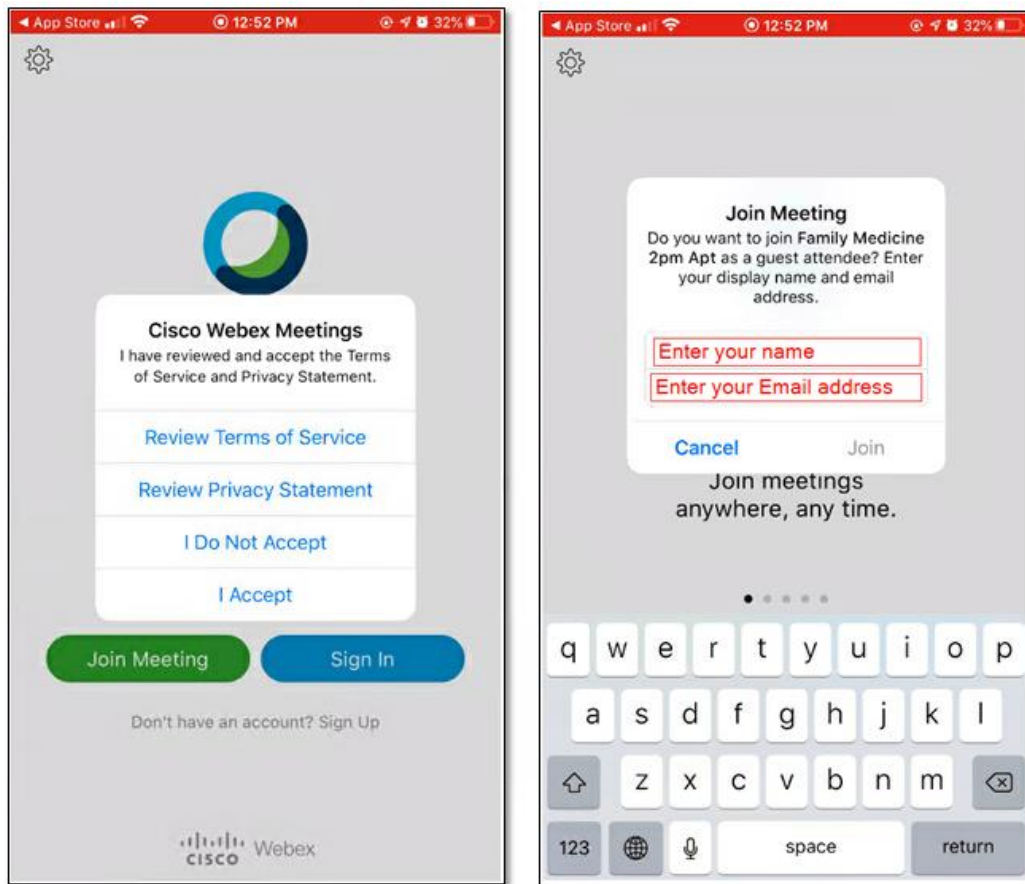 App Store
12:52 PM
32%
Cisco Webex Meetings
I have reviewed and accept the Terms
of Service and Privacy Statement.
Review Terms of Service
Review Privacy Statement
I Do Not Accept
I Accept
Join Meeting
Sign In
Don't have an account? Sign Up
CISCO Webex
App Store
12:52 PM
32%
Join Meeting
Do you want to join Family Medicine
2pm Apt as a guest attendee? Enter
your display name and email
address.
Enter your name
Enter your Email address
Cancel
Join
Join meetings
anywhere, any time.
q w e r t y u i o p
a s d f g h j k l
z x c v b n m
123
space
return